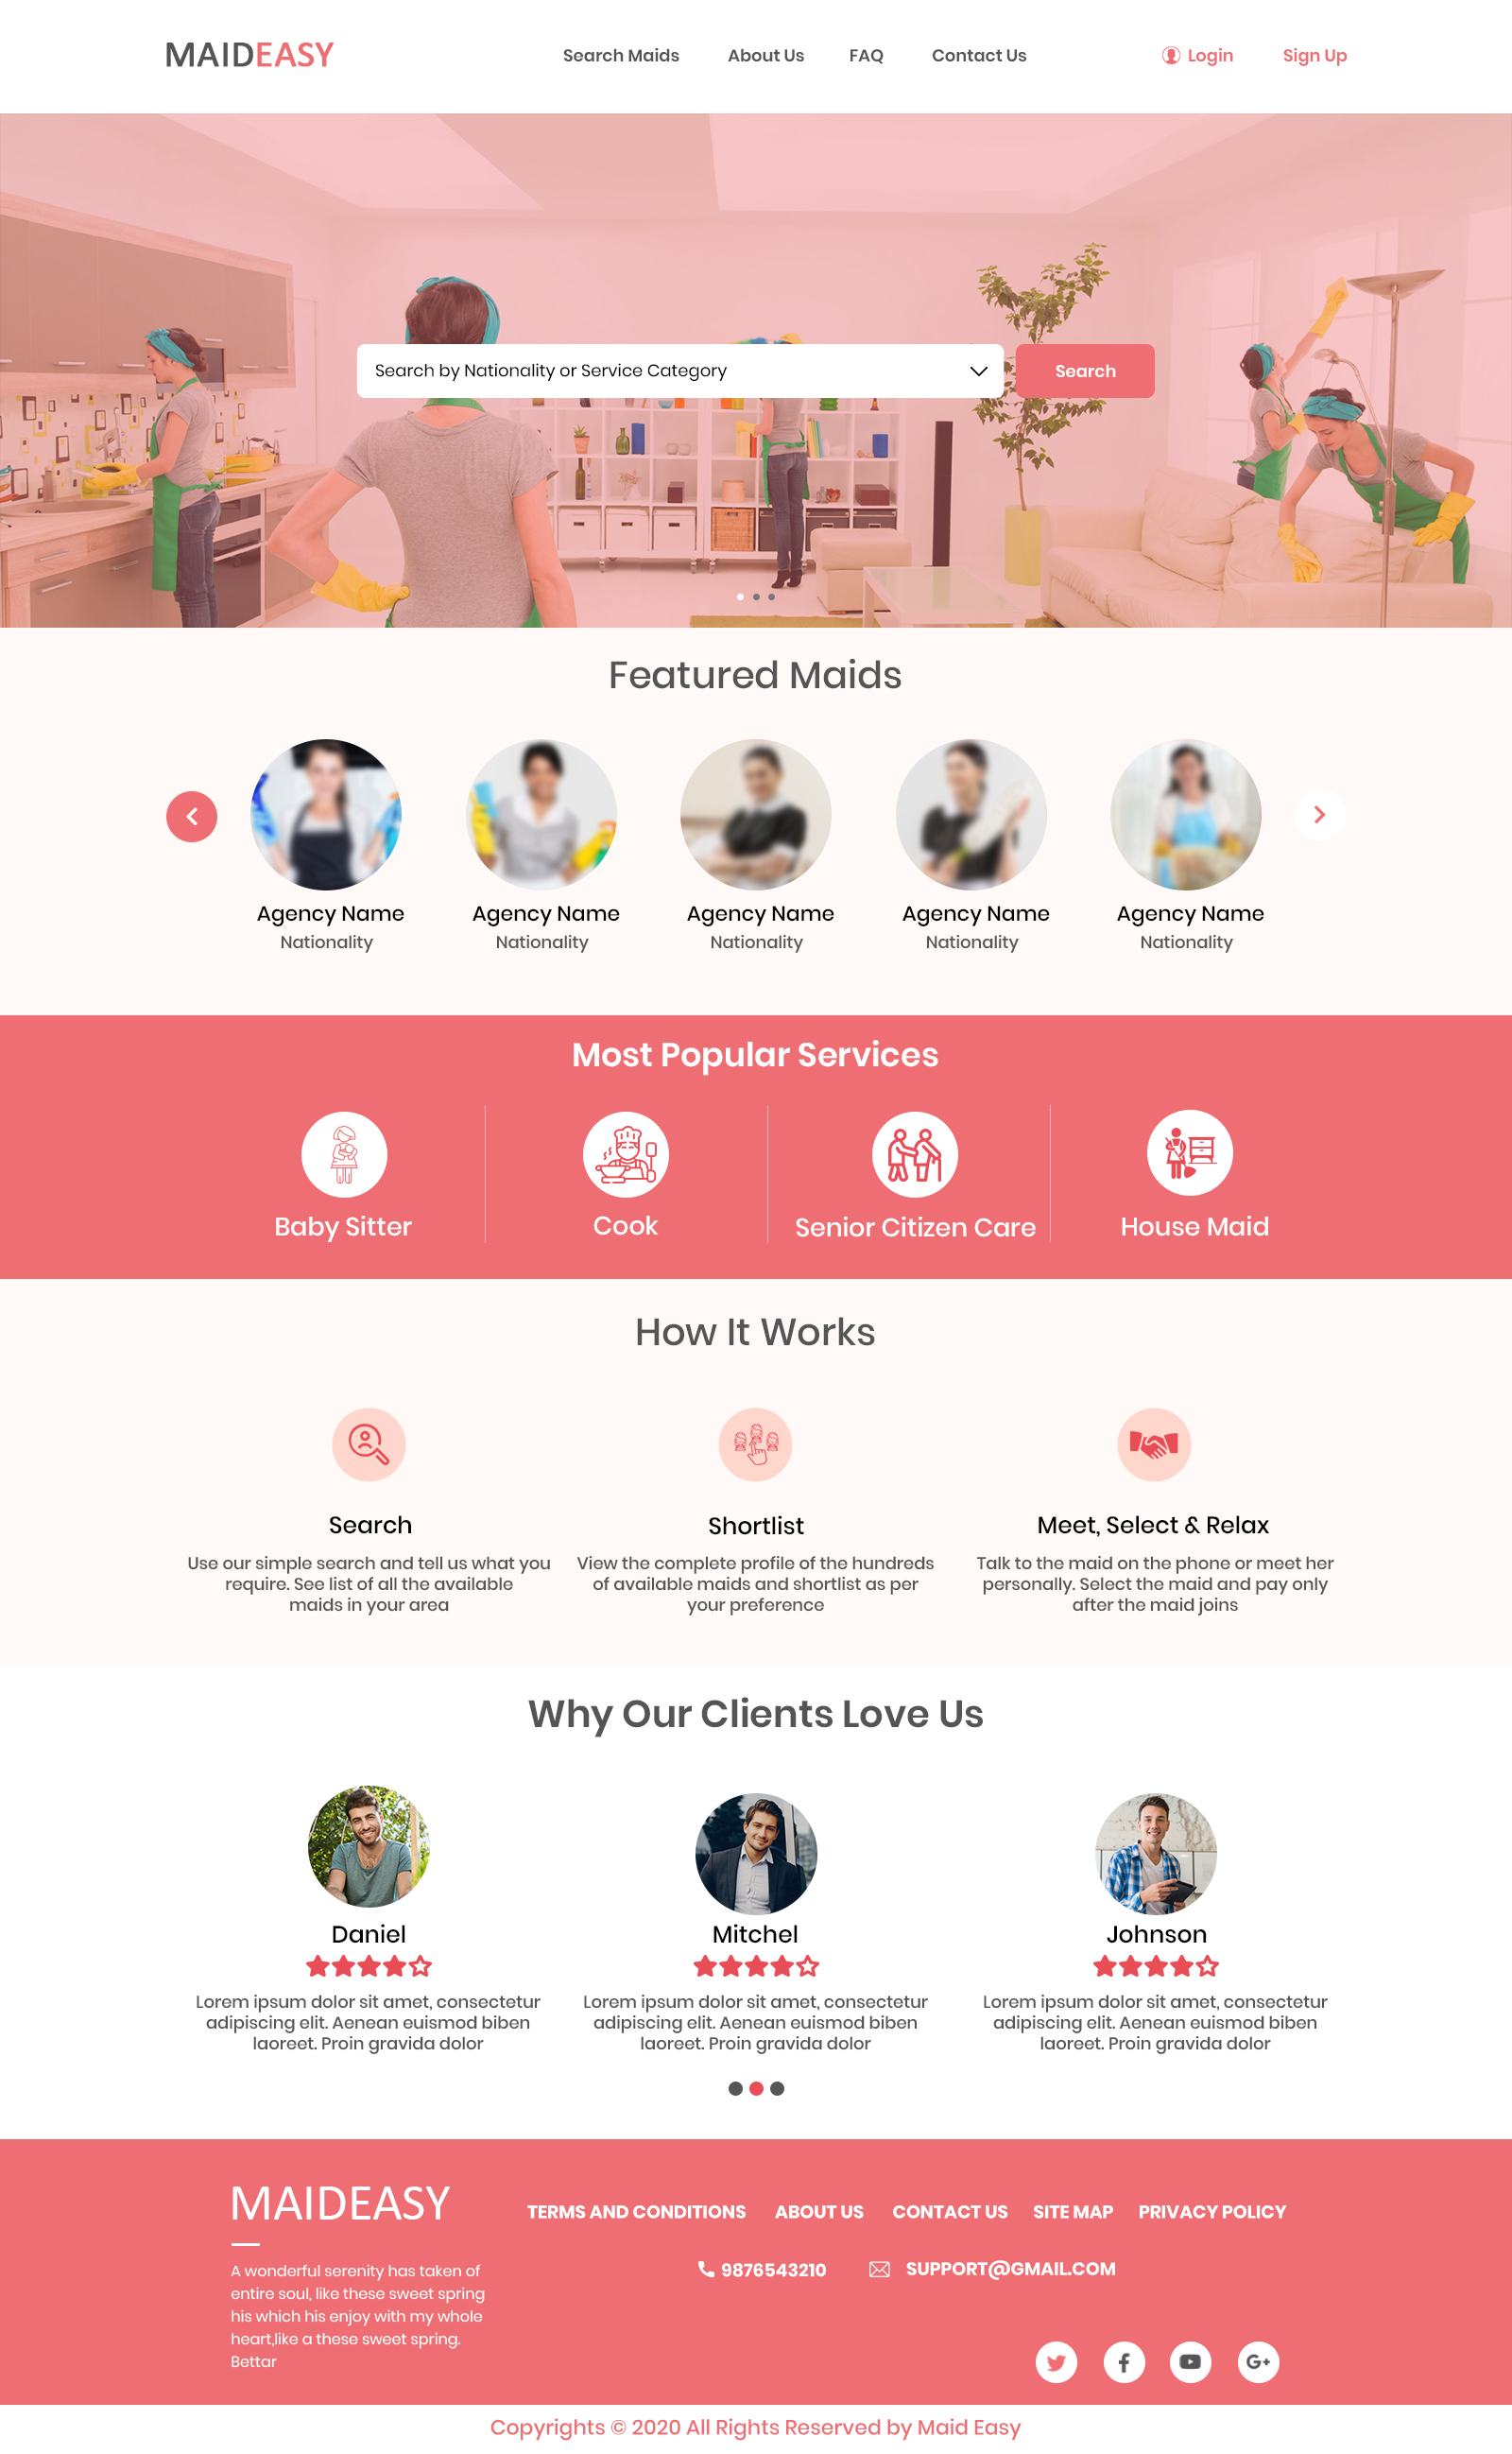 MAIDEASY
Search Maids
About Us
FAQ
Contact Us
Login
Sign Up
Search by Nationality or Service Category
Search
Featured Maids
Agency Name
Nationality
Agency Name
Nationality
Agency Name
Nationality
Agency Name
Nationality
Agency Name
Nationality
Most Popular Services
Baby Sitter
Cook
Senior Citizen Care
House Maid
How It Works
Search
Use our simple search and tell us what you
require. See list of all the available
maids in your area
Shortlist
View the complete profile of the hundreds
of available maids and shortlist as per
your preference
Meet, Select & Relax
Talk to the maid on the phone or meet her
personally. Select the maid and pay only
after the maid joins
Why Our Clients Love Us
Daniel
Lorem ipsum dolor sit amet, consectetur
adipiscing elit. Aenean euismod biben
laoreet. Proin gravida dolor
Mitchel
Lorem ipsum dolor sit amet, consectetur
adipiscing elit. Aenean euismod biben
laoreet. Proin gravida dolor
Johnson
Lorem ipsum dolor sit amet, consectetur
adipiscing elit. Aenean euismod biben
laoreet. Proin gravida dolor
MAIDEASY
A wonderful serenity has taken of
entire soul, like these sweet spring
his which his enjoy with my whole
heart,like a these sweet spring.
Bettar
TERMS AND CONDITIONS
ABOUT US
CONTACT US
SITE MAP
PRIVACY POLICY
9876543210
SUPPORT@GMAIL.COM
G+
Copyrights © 2020 All Rights Reserved by Maid Easy